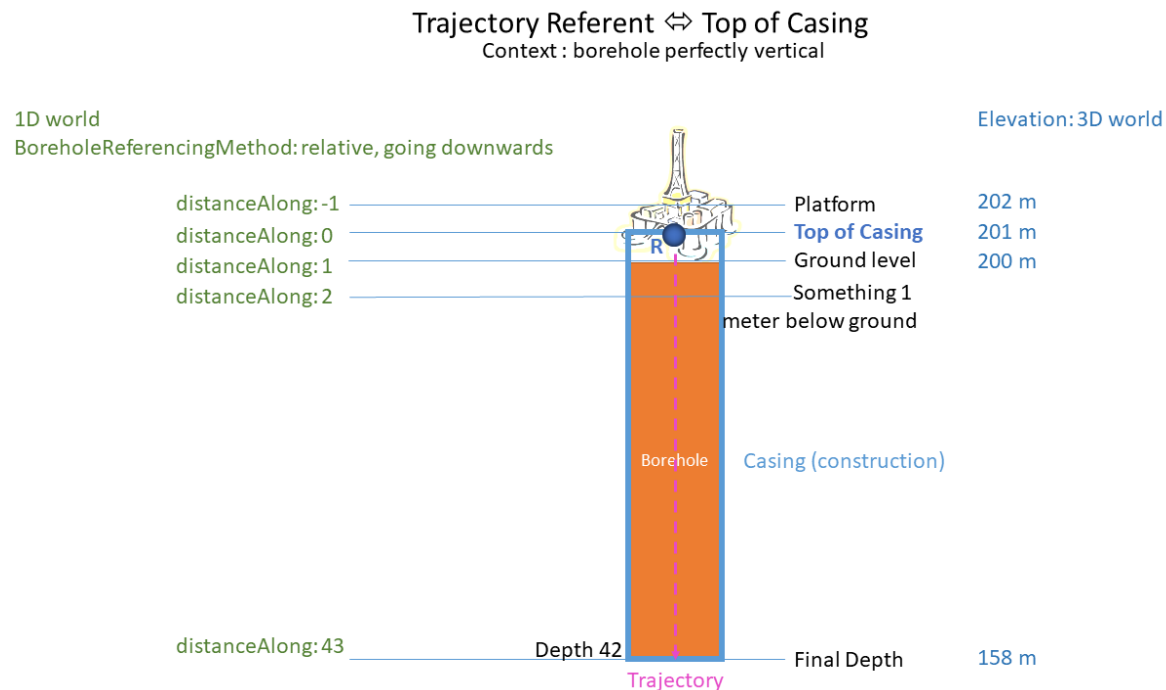 Trajectory Referent ⇔ Top of Casing
Context : borehole perfectly vertical
1D world
Elevation: 3D world
BoreholeReferencingMethod: relative, going downwards
distanceAlong: -1
Platform
202 m
distanceAlong: 0
R
Top of Casing
201 m
distanceAlong: 1
Ground level
200 m
distanceAlong: 2
Something 1
meter below ground
Borehole
Casing (construction)
distanceAlong: 43
Depth 42
Final Depth
158 m
Trajectory